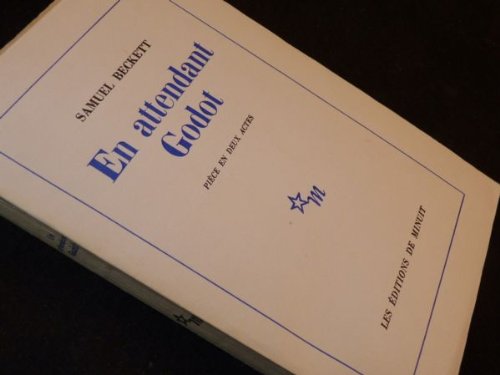 SAMUEL BECKETT
En attendant
Godot
PIÈCE EN DEUX ACTES
m
LES ÉDITIONS DE MINUIT